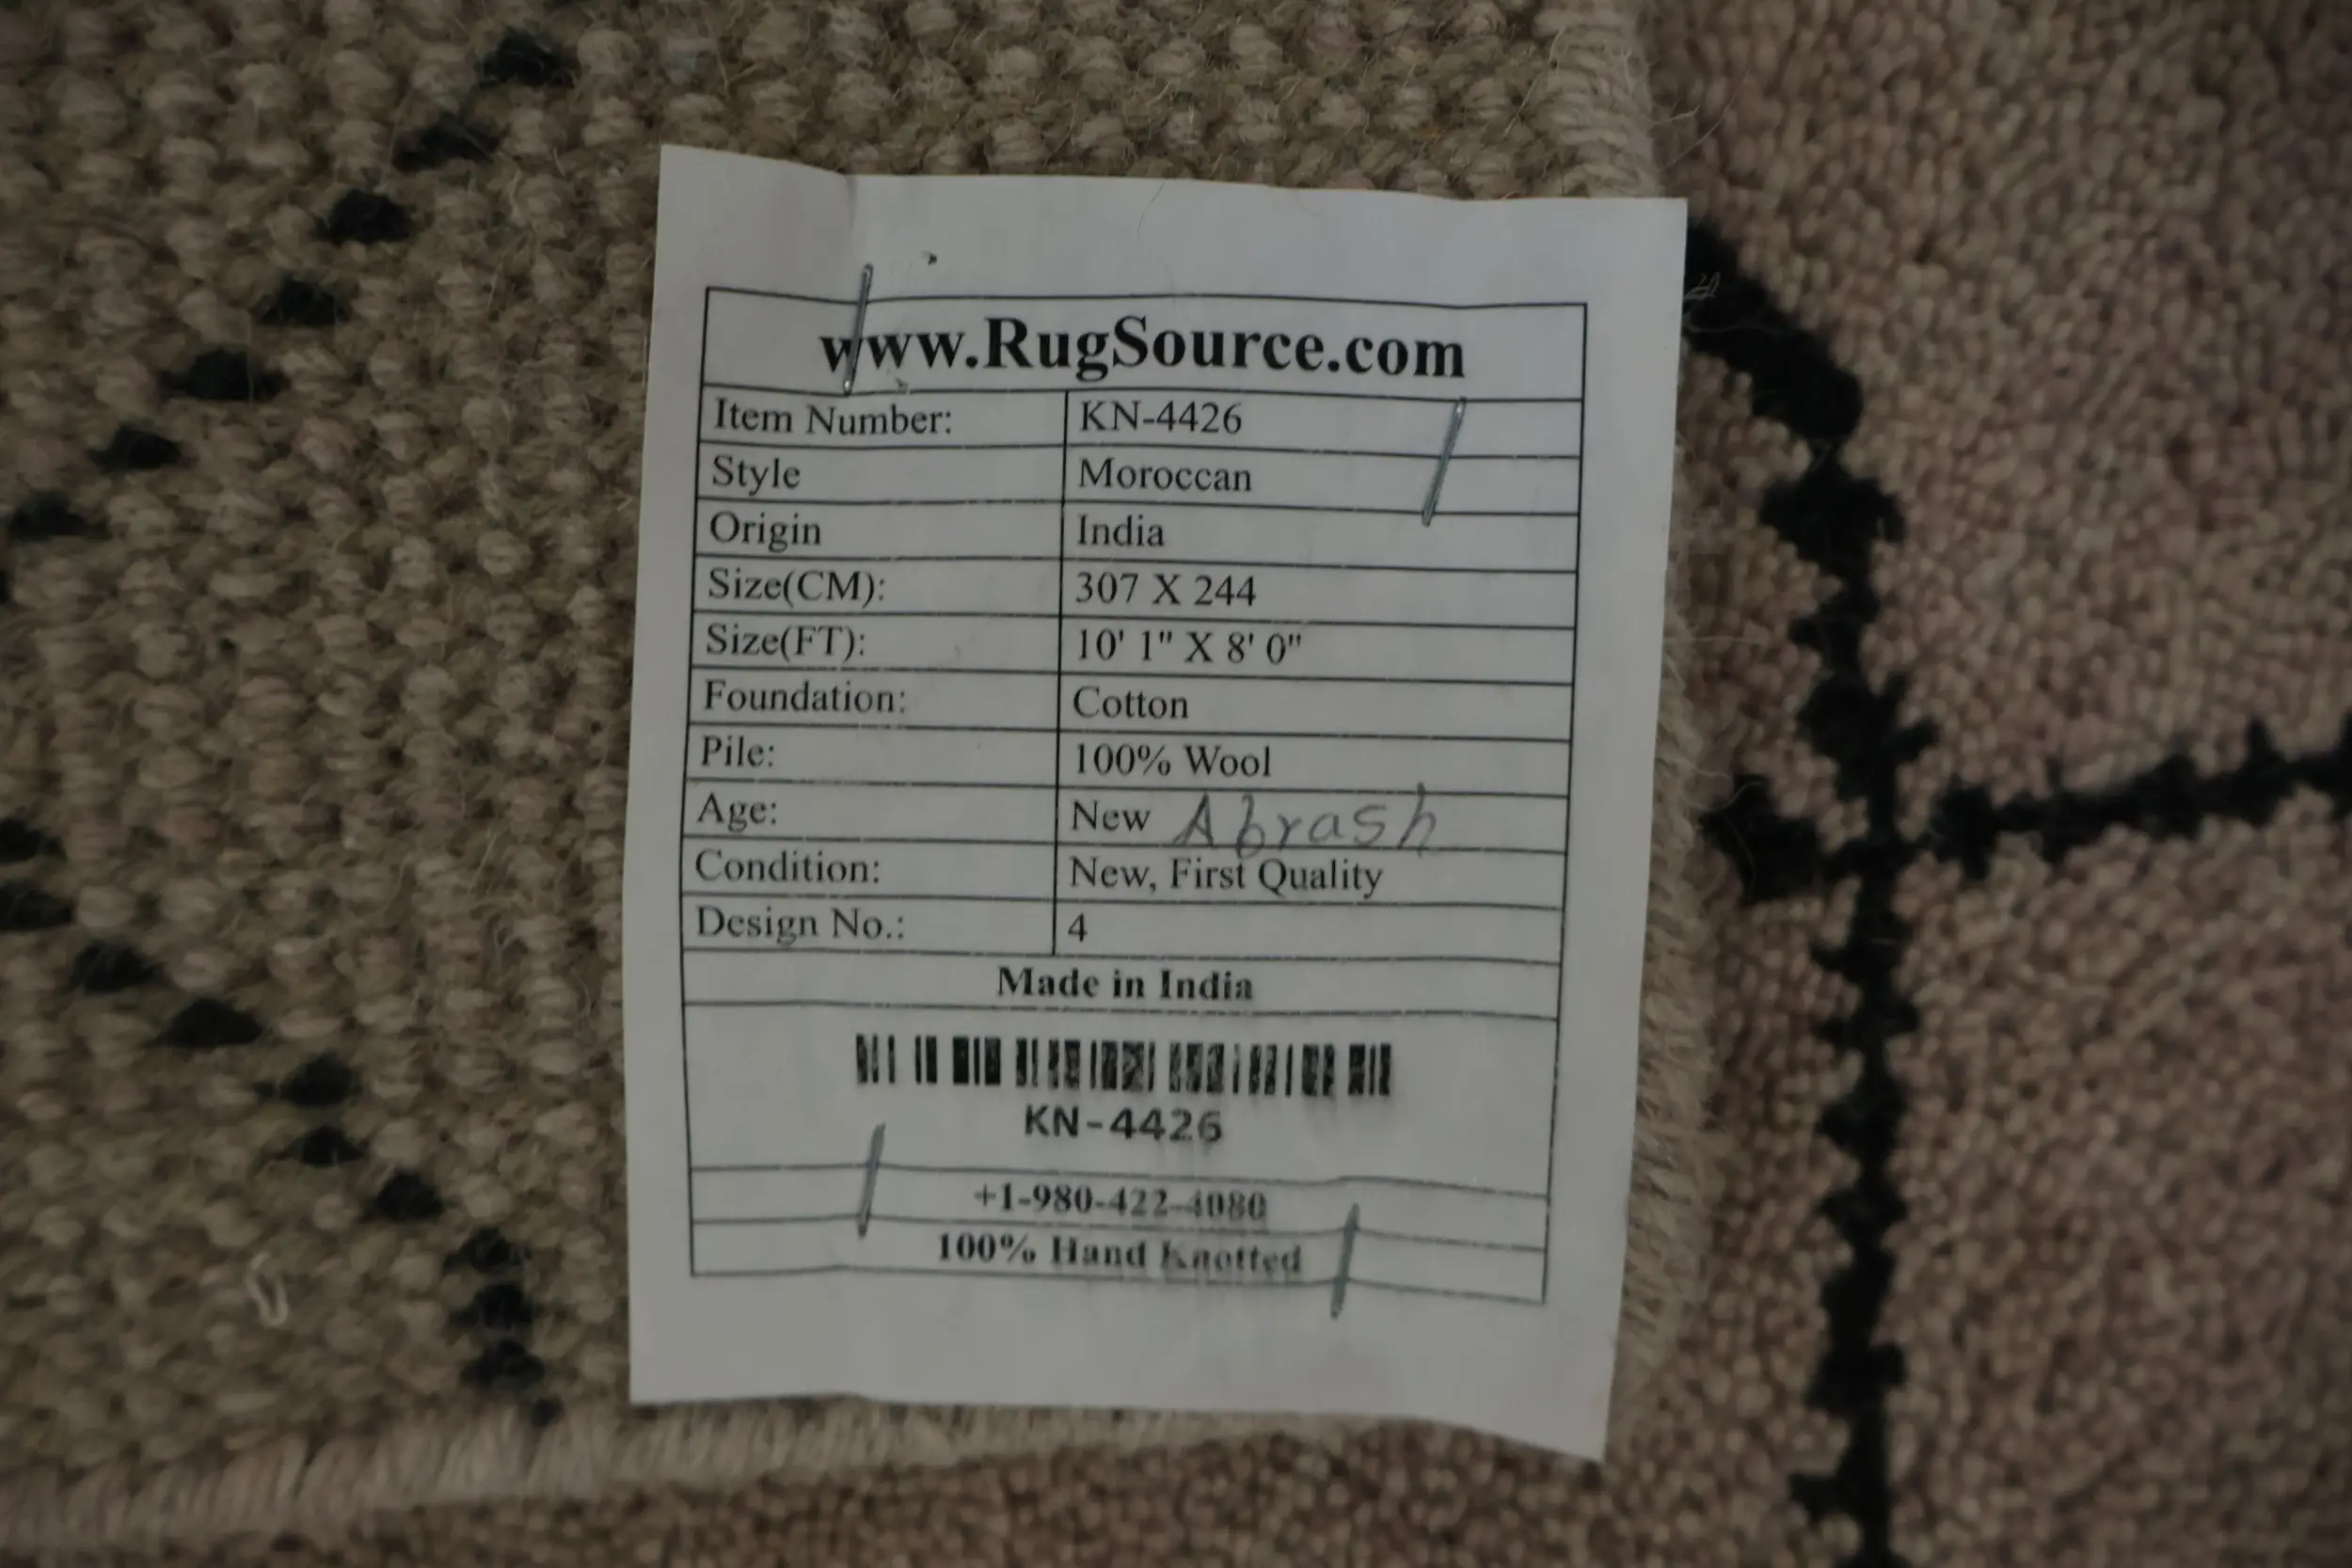 www.RugSource.com
Item Number: KN-4426
Style Moroccan
Origin India
Size(CM): 307 X 244
Size(FT): 10' 1" X 8' 0"
Foundation: Cotton
Pile: 100% Wool
Age: New Abrash
Condition: New, First Quality
Design No.: 4
Made in India
KN-4426
+1-980-422-4080
100% Hand Knotted